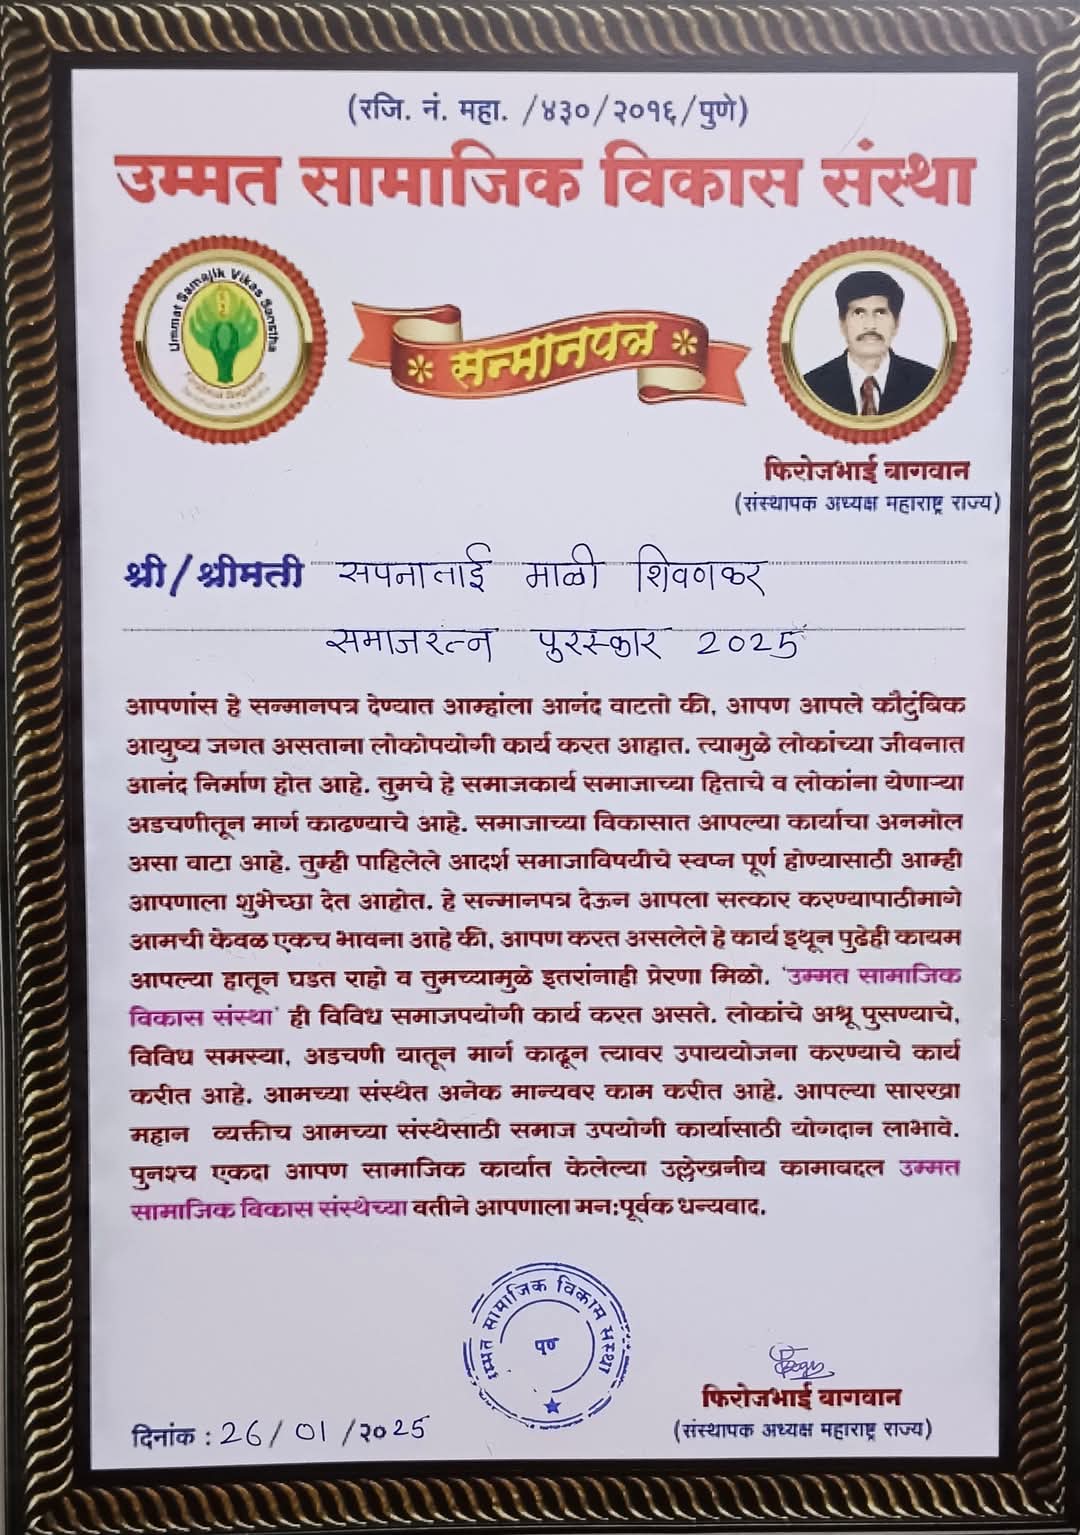 (रजि. नं. महा. /४३०/२०१६/पुणे)
उम्मत सामाजिक विकास संस्था
Ummat Samajik Vikas Sanstha
सन्मानपत्र
फिरोजभाई बागवान
(संस्थापक अध्यक्ष महाराष्ट्र राज्य)
श्री/श्रीमती सपनाताई माळी शिवणकर
समाजरत्न पुरस्कार 2025
आपणांस हे सन्मानपत्र देण्यात आम्हांला आनंद वाटतो की, आपण आपले कौटुंबिक
आयुष्य जगत असताना लोकोपयोगी कार्य करत आहात. त्यामुळे लोकांच्या जीवनात
आनंद निर्माण होत आहे. तुमचे हे समाजकार्य समाजाच्या हिताचे व लोकांना येणाऱ्या
अडचणीतून मार्ग काढण्याचे आहे. समाजाच्या विकासात आपल्या कार्याचा अनमोल
असा वाटा आहे. तुम्ही पाहिलेले आदर्श समाजाविषयीचे स्वप्न पूर्ण होण्यासाठी आम्ही
आपणाला शुभेच्छा देत आहोत. हे सन्मानपत्र देऊन आपला सत्कार करण्यापाठीमागे
आमची केवळ एकच भावना आहे की, आपण करत असलेले हे कार्य इथून पुढेही कायम
आपल्या हातून घडत राहो व तुमच्यामुळे इतरांनाही प्रेरणा मिळो. 'उम्मत सामाजिक
विकास संस्था' ही विविध समाजपयोगी कार्य करत असते. लोकांचे अश्रू पुसण्याचे,
विविध समस्या, अडचणी यातून मार्ग काढून त्यावर उपाययोजना करण्याचे कार्य
करीत आहे. आमच्या संस्थेत अनेक मान्यवर काम करीत आहे. आपल्या सारख्रा
महान व्यक्तीच आमच्या संस्थेसाठी समाज उपयोगी कार्यासाठी योगदान लाभावे.
पुनश्च एकदा आपण सामाजिक कार्यात केलेल्या उल्लेखनीय कामाबद्दल उम्मत
सामाजिक विकास संस्थेच्या वतीने आपणाला मन:पूर्वक धन्यवाद.
उम्मत सामाजिक विकास संस्था
पुणे
फिरोजभाई बागवान
(संस्थापक अध्यक्ष महाराष्ट्र राज्य)
दिनांक : 26/01/२०25